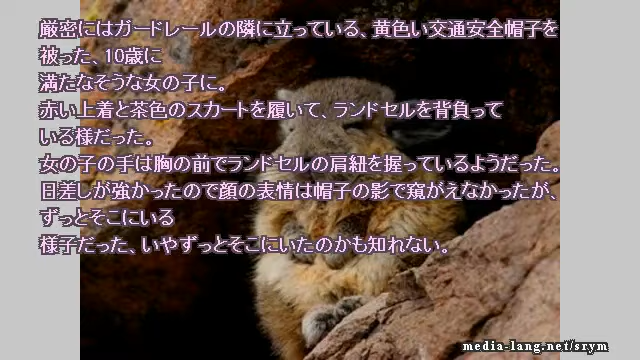 厳密にはガードレールの隣に立っている、黄色い交通安全帽子を
被った、10歳に
満たなそうな女の子に。
赤い上着と茶色のスカートを履いて、ランドセルを背負って
いる様だった。
女の子の手は胸の前でランドセルの肩紐を握っているようだった。
日差しが強かったので顔の表情は帽子の影で窺がえなかったが、
ずっとそこにいる
様子だった、いやずっとそこにいたのかも知れない。
media-lang.net/srym